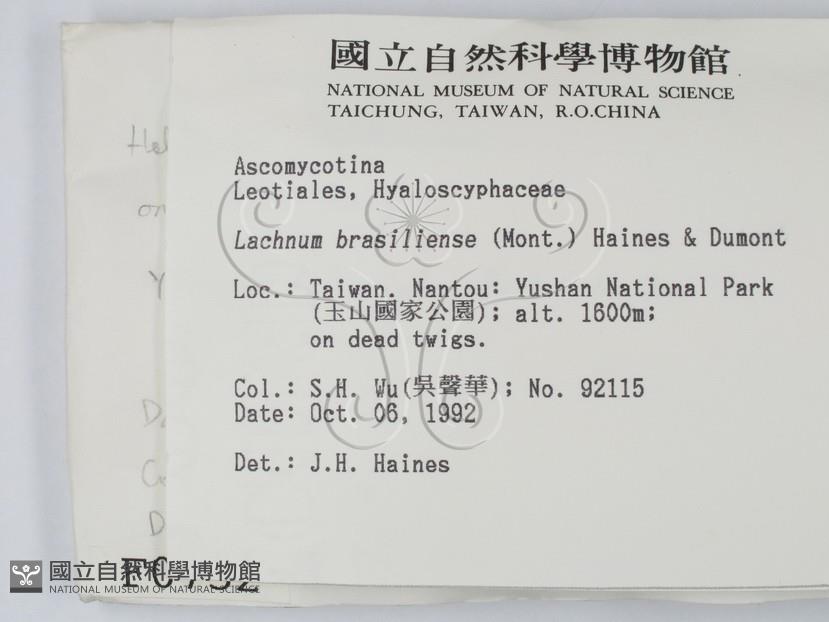 國立自然科學博物館
NATIONAL MUSEUM OF NATURAL SCIENCE
TAICHUNG, TAIWAN, R.O.CHINA
Ascomycotina
Leotiales, Hyaloscyphaceae
Lachnum brasiliense (Mont.) Haines & Dumont
Loc.: Taiwan. Nantou: Yushan National Park
(玉山國家公園); alt. 1600m;
on dead twigs.
Col.: S.H. Wu(吳聲華); No. 92115
Date: Oct. 06, 1992
Det.: J.H. Haines
on
國立自然科學博物館
NATIONAL MUSEUM OF NATURAL SCIENCE